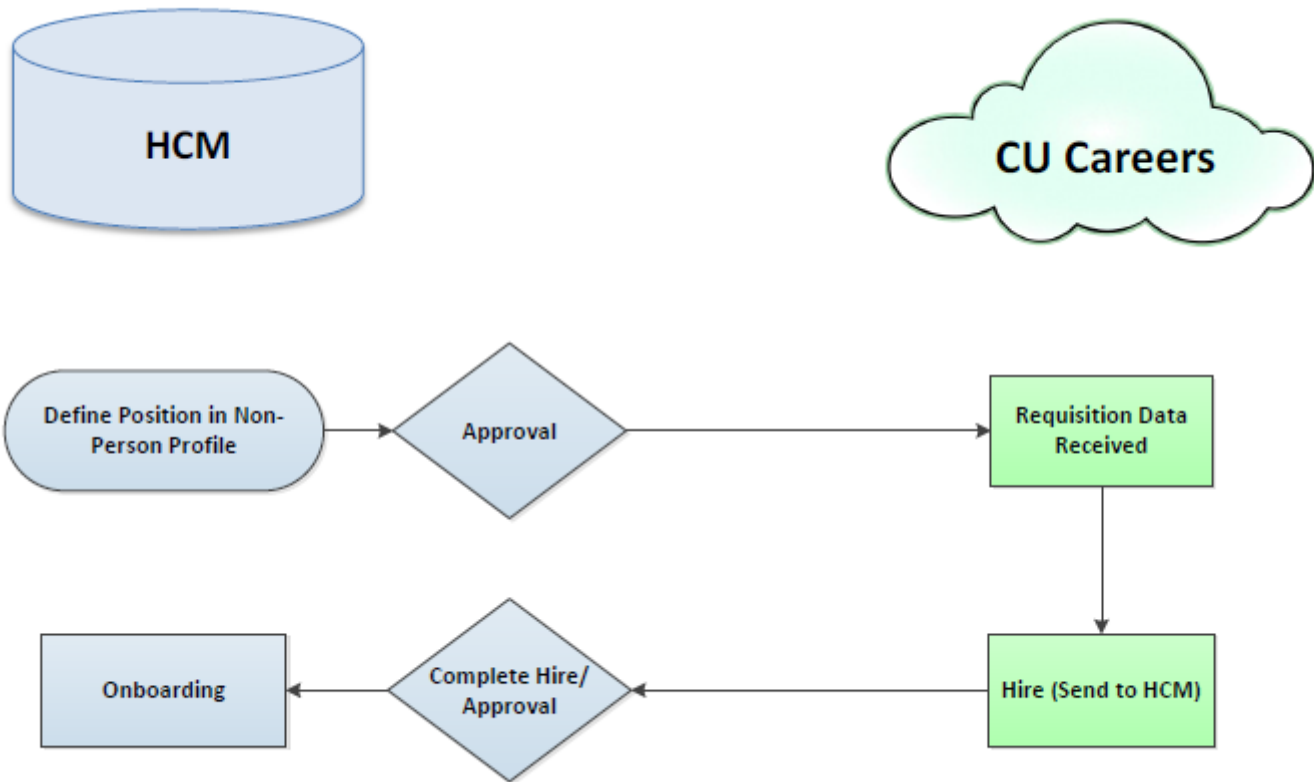 HCM
CU Careers
Define Position in Non-
Person Profile
Approval
Requisition Data
Received
Onboarding
Complete Hire/
Approval
Hire (Send to HCM)